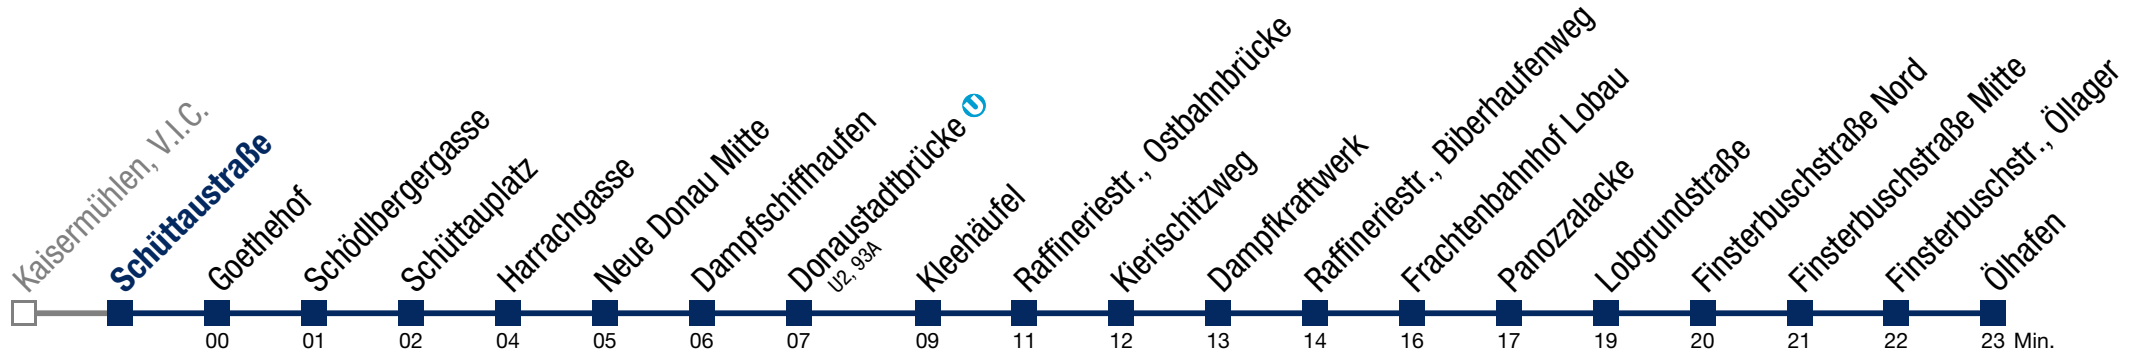 Kaisermühlen, V.I.C.
Schüttaustraße
Goethehof
Schödlbergergasse
Schüttauplatz
Harrachgasse
Neue Donau Mitte
Dampfschiffhaufen
Donaustadtbrücke
U2, 93A
Kleehäufel
Raffineriestr., Ostbahnbrücke
Kierischitzweg
Dampfkraftwerk
Raffineriestr., Biberhaufenweg
Frachtenbahnhof Lobau
Panozzalacke
Lobgrundstraße
Finsterbuschstraße Nord
Finsterbuschstraße Mitte
Finsterbuschstr., Öllager
Ölhafen
00 01 02 04 05 06 07 09 11 12 13 14 16 17 19 20 21 22 23 Min.